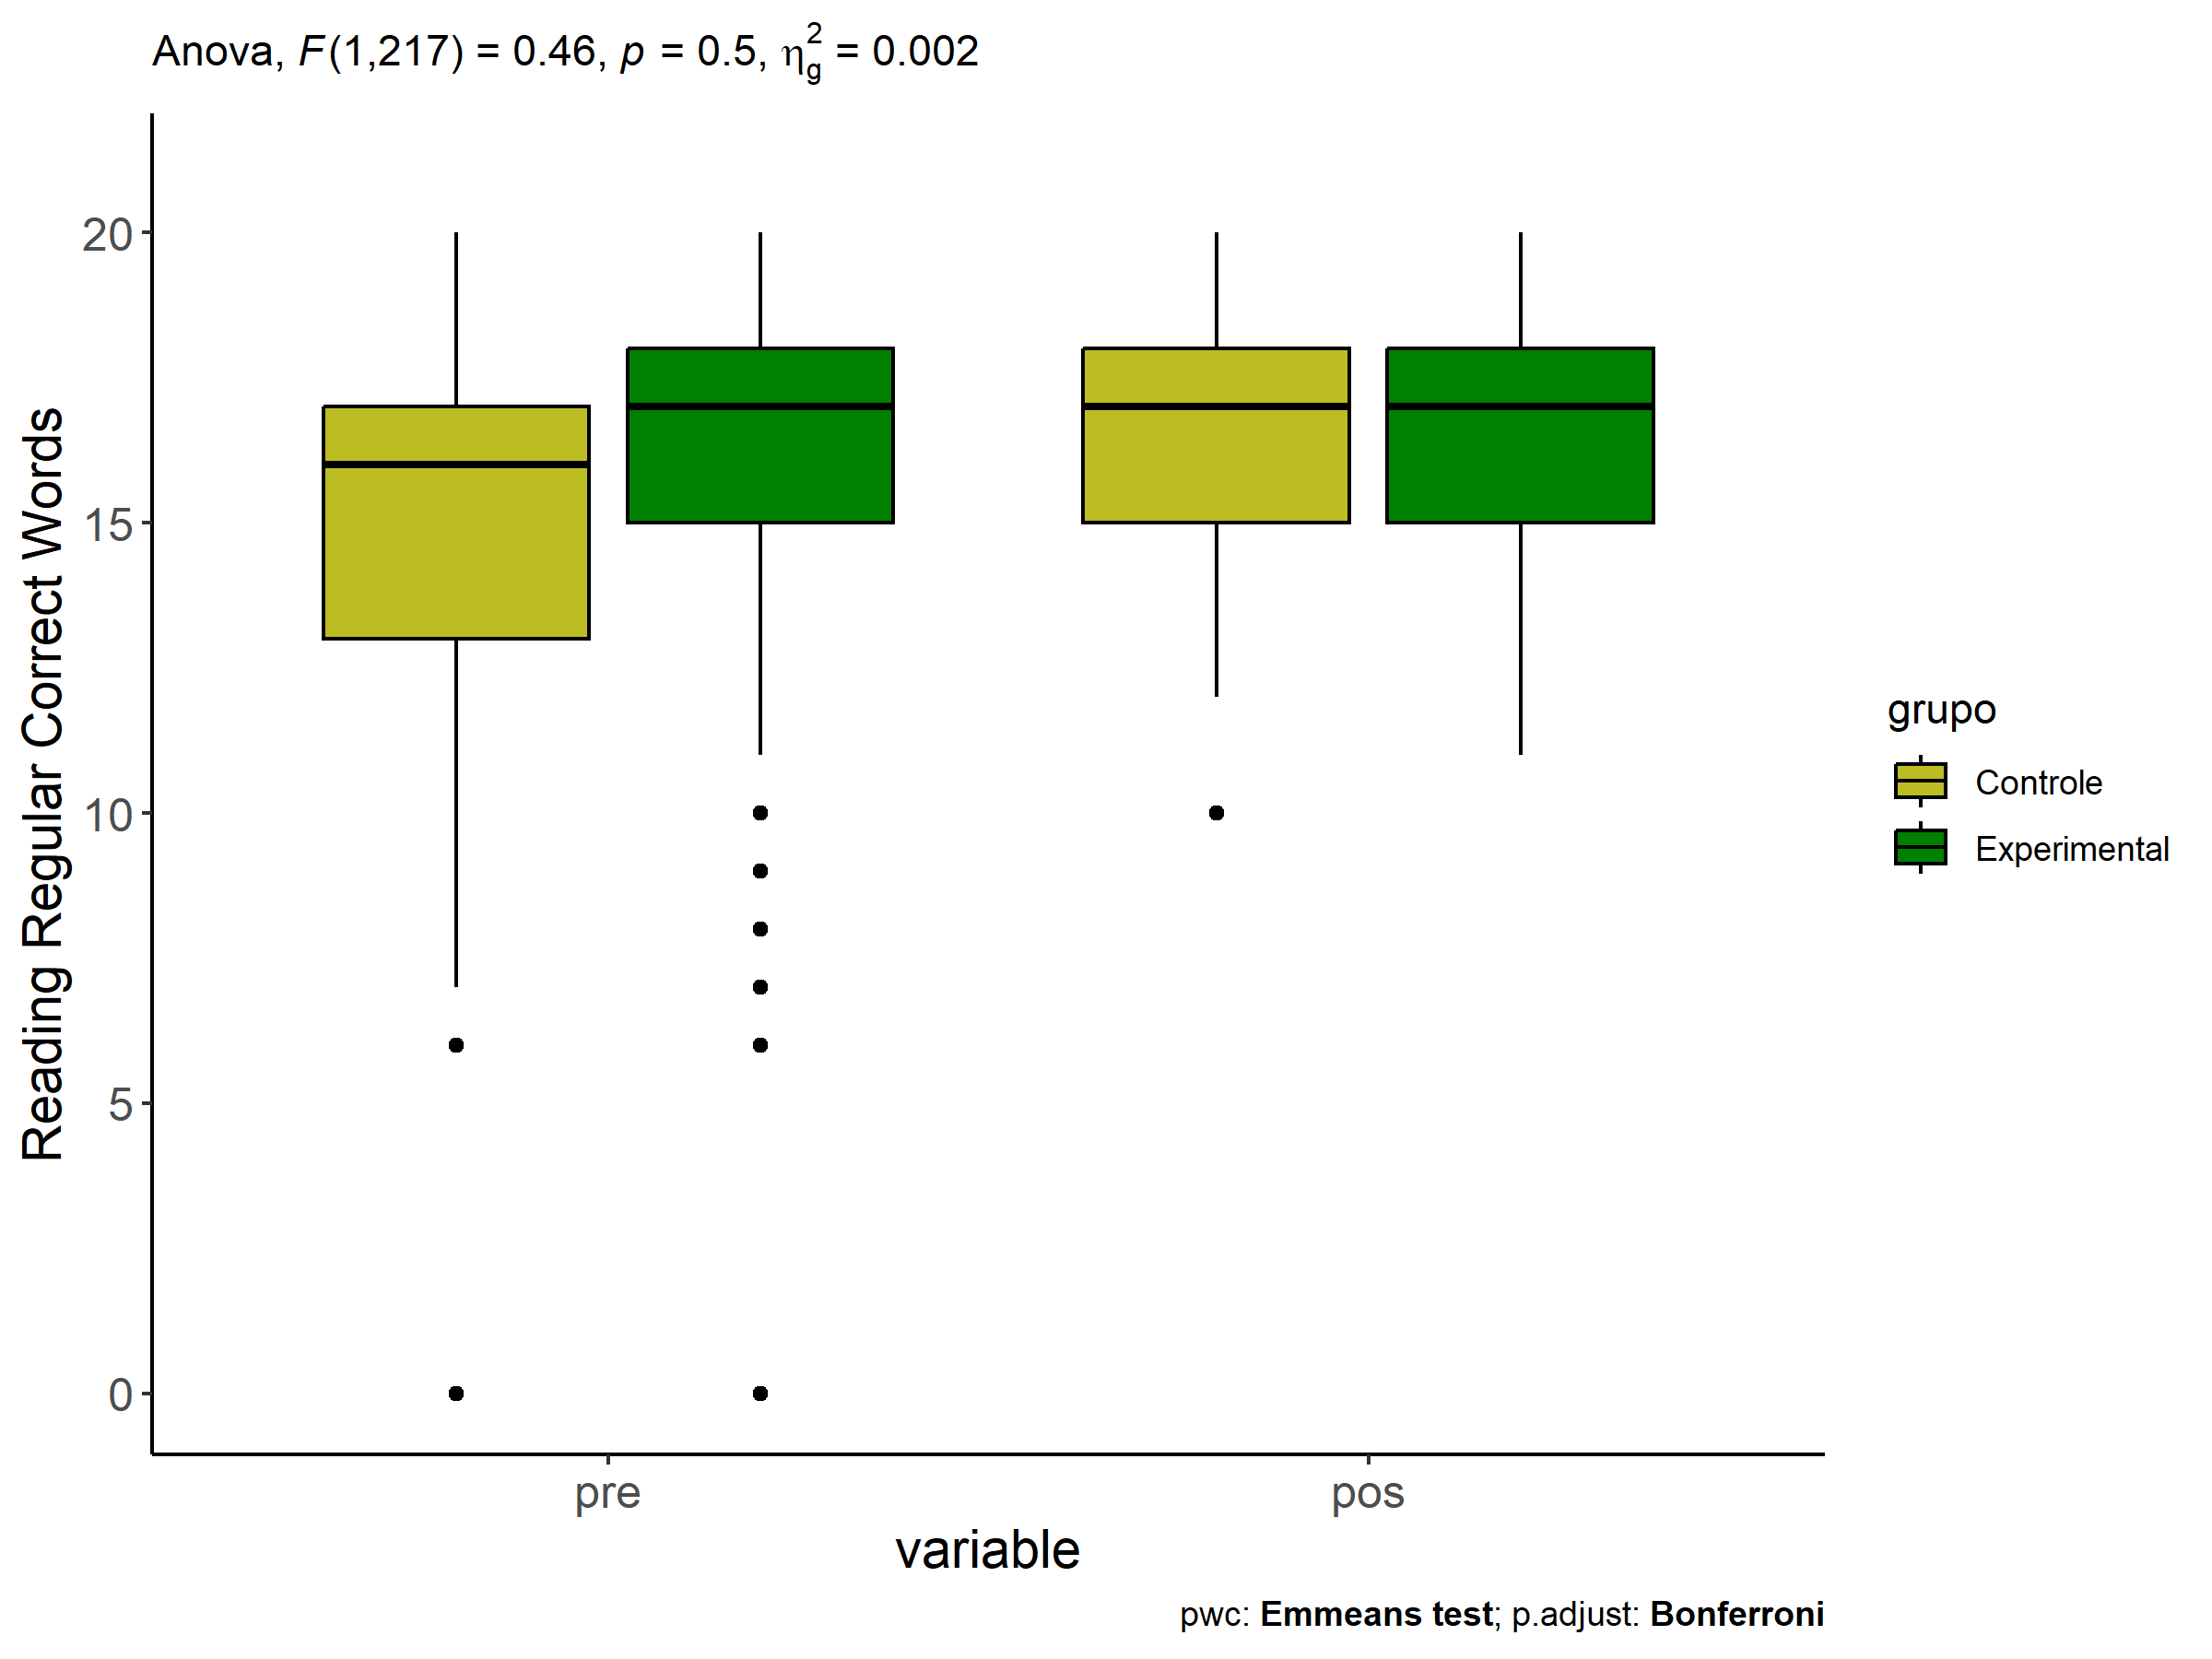 Anova, F(1,217) = 0.46, p = 0.5, η²g = 0.002
Reading Regular Correct Words
20
15
10
5
0
pre
pos
variable
grupo
Controle
Experimental
pwc: Emmeans test; p.adjust: Bonferroni